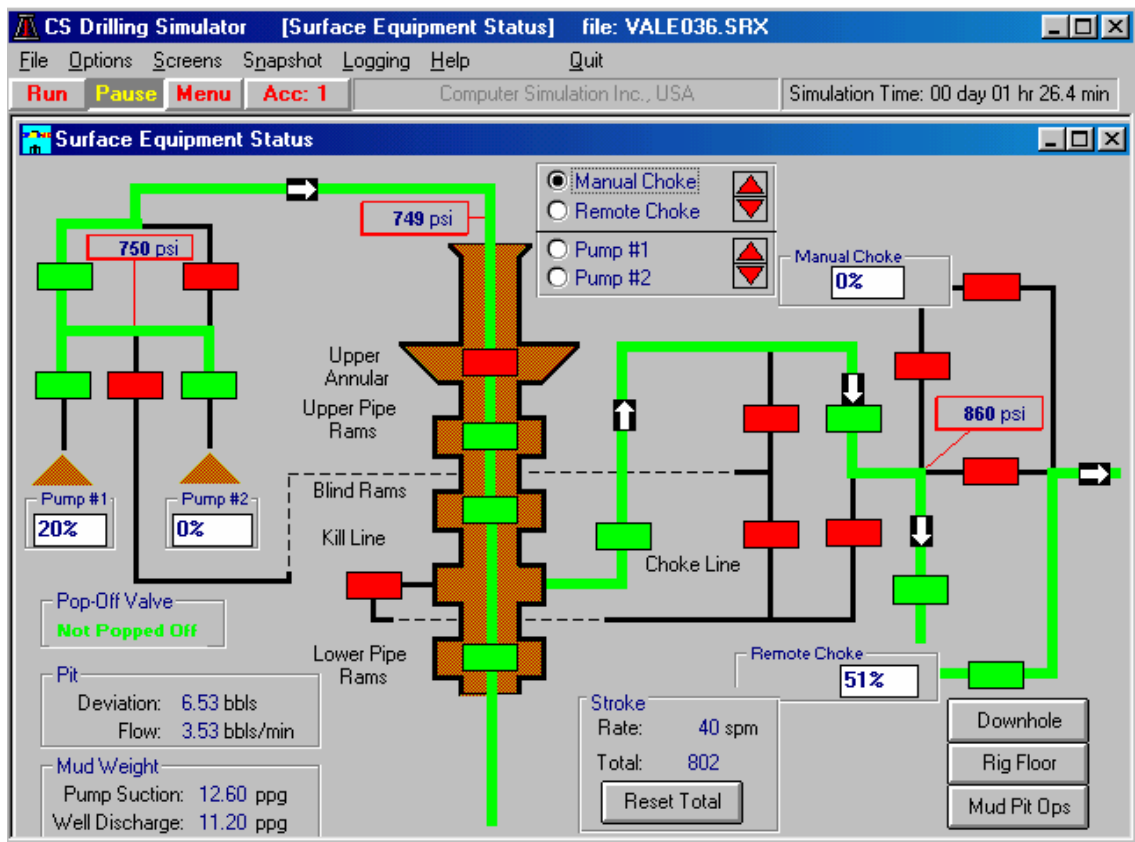 CS Drilling Simulator [Surface Equipment Status] file: VALE036.SRX
File Options Screens Snapshot Logging Help Quit
Run Pause Menu Acc: 1 Computer Simulation Inc., USA Simulation Time: 00 day 01 hr 26.4 min
Surface Equipment Status
Manual Choke
Remote Choke
Pump #1
Pump #2
749 psi
750 psi
Manual Choke
0%
Upper
Annular
Upper Pipe
Rams
860 psi
Blind Rams
Pump #1
20%
Pump #2
0%
Kill Line
Choke Line
Pop-Off Valve
Not Popped Off
Lower Pipe
Rams
Remote Choke
51%
Pit
Deviation: 6.53 bbls
Flow: 3.53 bbls/min
Stroke
Rate: 40 spm
Total: 802
Reset Total
Downhole
Rig Floor
Mud Pit Ops
Mud Weight
Pump Suction: 12.60 ppg
Well Discharge: 11.20 ppg